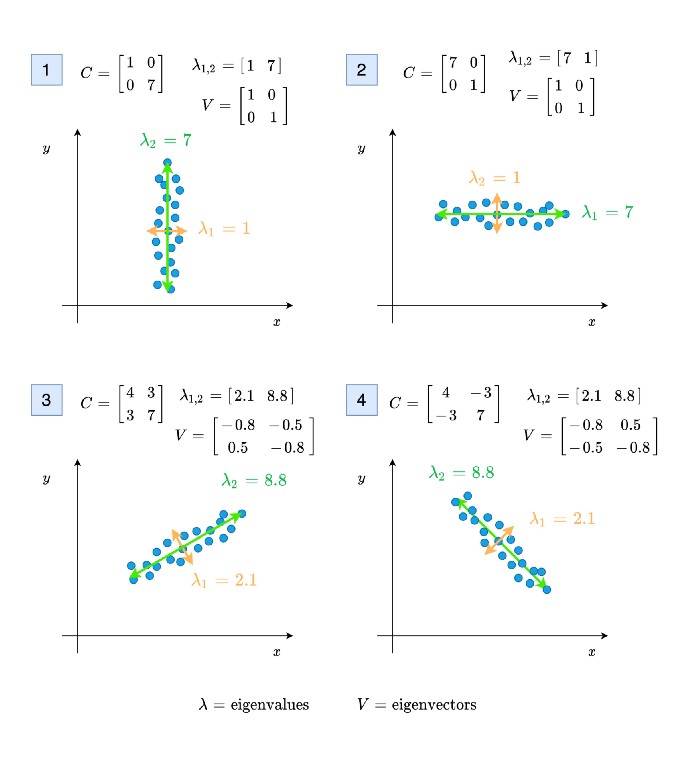 1
C = [1 0; 0 7]
λ1,2 = [1 7]
V = [1 0; 0 1]
y
λ2 = 7
λ1 = 1
x
2
C = [7 0; 0 1]
λ1,2 = [7 1]
V = [1 0; 0 1]
y
λ2 = 1
λ1 = 7
x
3
C = [4 3; 3 7]
λ1,2 = [2.1 8.8]
V = [−0.8 −0.5; 0.5 −0.8]
y
λ2 = 8.8
λ1 = 2.1
x
4
C = [4 −3; −3 7]
λ1,2 = [2.1 8.8]
V = [−0.8 0.5; −0.5 −0.8]
y
λ2 = 8.8
λ1 = 2.1
x
λ = eigenvalues
V = eigenvectors